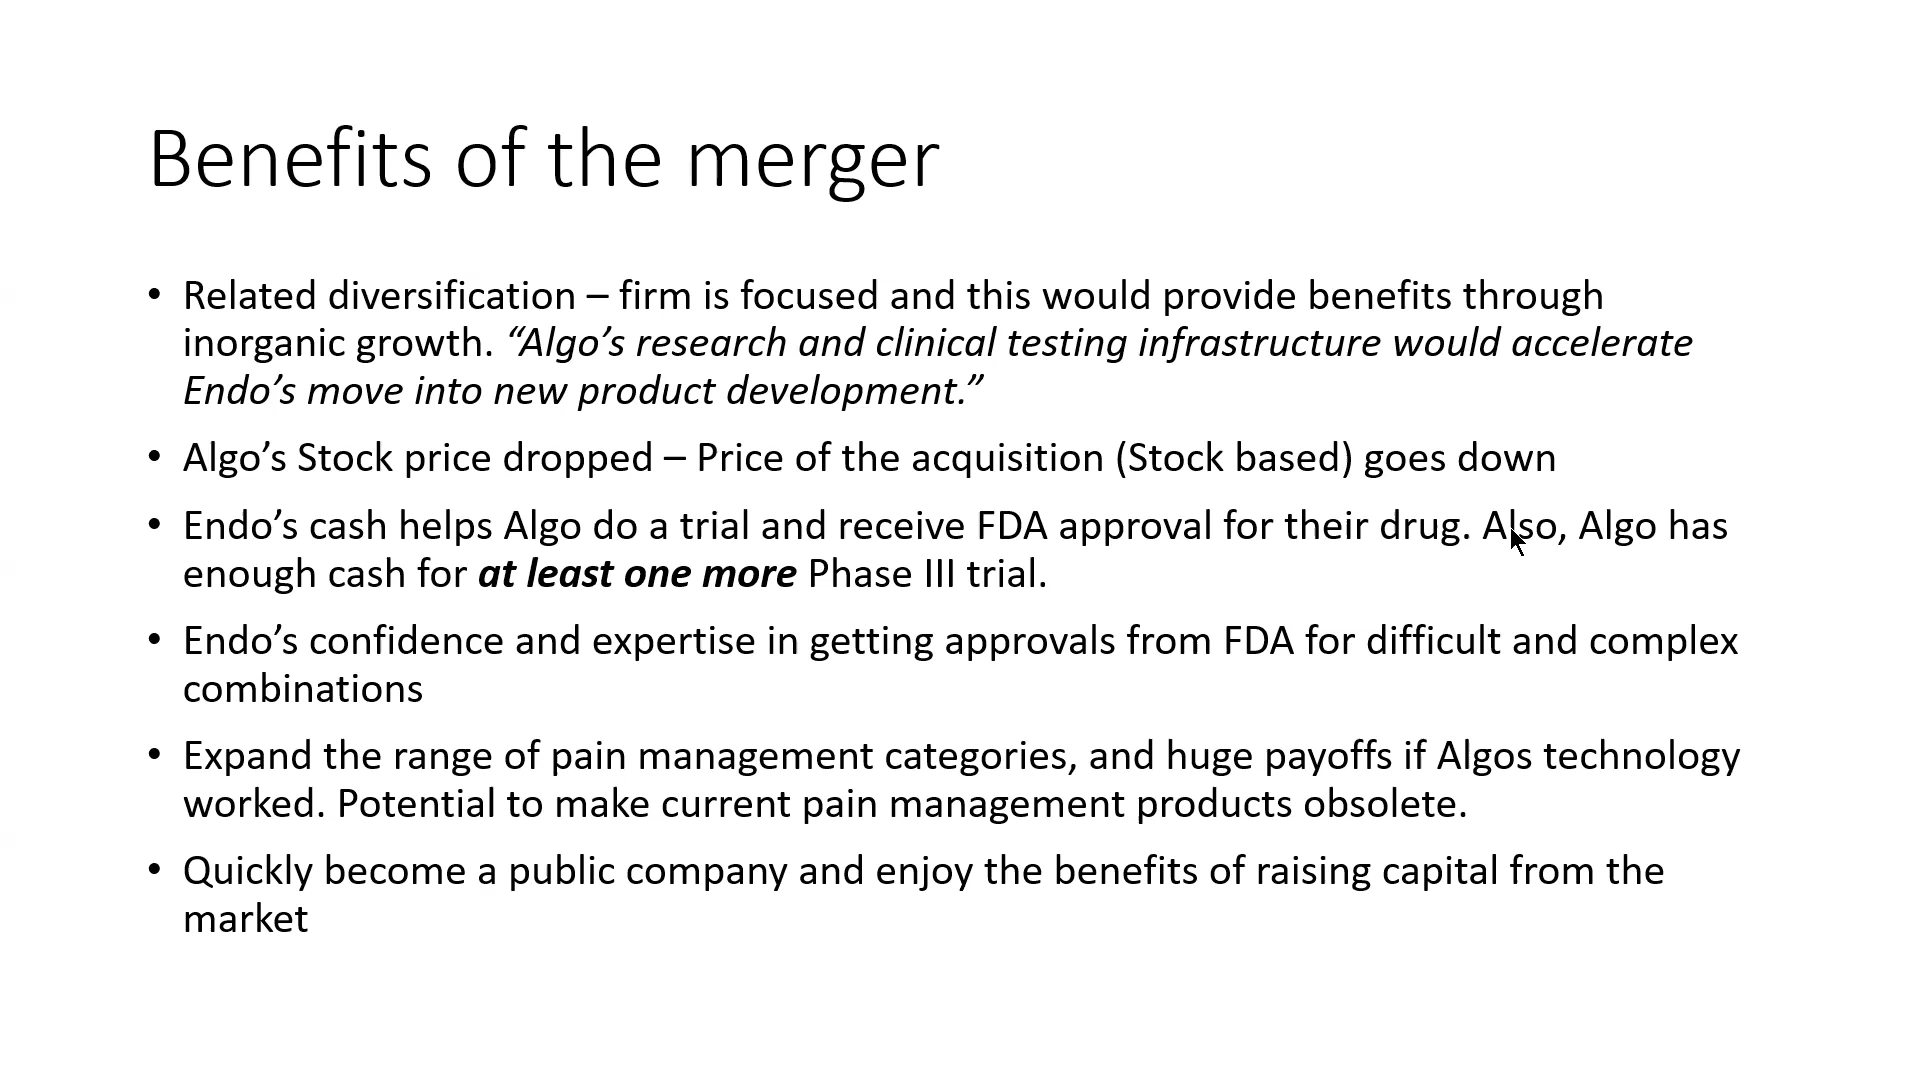 Benefits of the merger
• Related diversification – firm is focused and this would provide benefits through
inorganic growth. “Algo’s research and clinical testing infrastructure would accelerate
Endo’s move into new product development.”
• Algo’s Stock price dropped – Price of the acquisition (Stock based) goes down
• Endo’s cash helps Algo do a trial and receive FDA approval for their drug. Also, Algo has
enough cash for at least one more Phase III trial.
• Endo’s confidence and expertise in getting approvals from FDA for difficult and complex
combinations
• Expand the range of pain management categories, and huge payoffs if Algos technology
worked. Potential to make current pain management products obsolete.
• Quickly become a public company and enjoy the benefits of raising capital from the
market